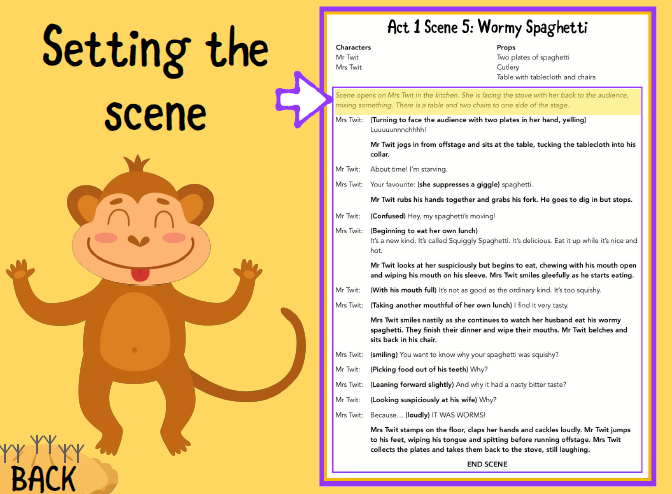 Setting the
scene
BACK
Act 1 Scene 5: Wormy Spaghetti
Characters
Mr Twit
Mrs Twit
Props
Two plates of spaghetti
Cutlery
Table with tablecloth and chairs
Scene opens on Mrs Twit in the kitchen. She is facing the stove with her back to the audience,
mixing something. There is a table and two chairs to one side of the stage.
Mrs Twit: (Turning to face the audience with two plates in her hand, yelling)
Luuuuunnnchhhh!
Mr Twit jogs in from offstage and sits at the table, tucking the tablecloth into his
collar.
Mr Twit: About time! I'm starving.
Mrs Twit: Your favourite: (she suppresses a giggle) spaghetti.
Mr Twit rubs his hands together and grabs his fork. He goes to dig in but stops.
Mr Twit: (Confused) Hey, my spaghetti's moving!
Mrs Twit: (Beginning to eat her own lunch)
It's a new kind. It's called Squiggly Spaghetti. It's delicious. Eat it up while it's nice and
hot.
Mr Twit looks at her suspiciously but begins to eat, chewing with his mouth open
and wiping his mouth on his sleeve. Mrs Twit smiles gleefully as he starts eating.
Mr Twit: (With his mouth full) It's not as good as the ordinary kind. It's too squishy.
Mrs Twit: (Taking another mouthful of her own lunch) I find it very tasty.
Mrs Twit smiles nastily as she continues to watch her husband eat his wormy
spaghetti. They finish their dinner and wipe their mouths. Mr Twit belches and
sits back in his chair.
Mrs Twit: (smiling) You want to know why your spaghetti was squishy?
Mr Twit: (Picking food out of his teeth) Why?
Mrs Twit: (Leaning forward slightly) And why it had a nasty bitter taste?
Mr Twit: (Looking suspiciously at his wife) Why?
Mrs Twit: Because... (loudly) IT WAS WORMS!
Mrs Twit stamps on the floor, claps her hands and cackles loudly. Mr Twit jumps
to his feet, wiping his tongue and spitting before running offstage. Mrs Twit
collects the plates and takes them back to the stove, still laughing.
END SCENE